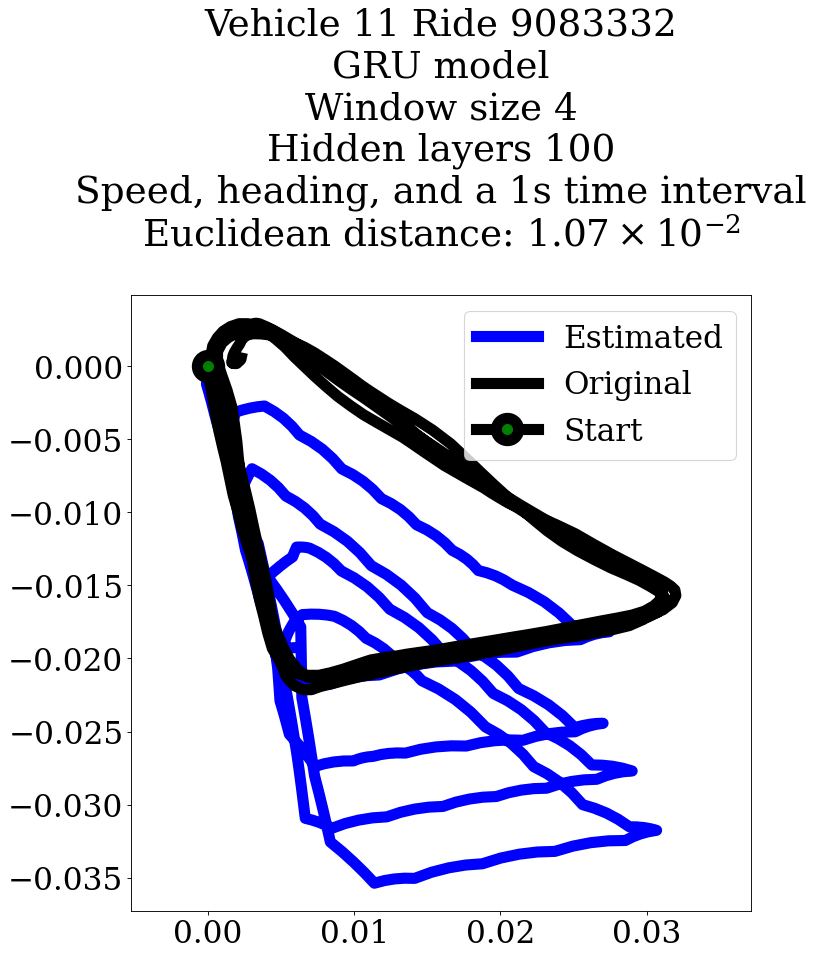 Vehicle 11 Ride 9083332
GRU model
Window size 4
Hidden layers 100
Speed, heading, and a 1s time interval
Euclidean distance: 1.07 × 10⁻²
Estimated
Original
Start
0.000
−0.005
−0.010
−0.015
−0.020
−0.025
−0.030
−0.035
0.00 0.01 0.02 0.03